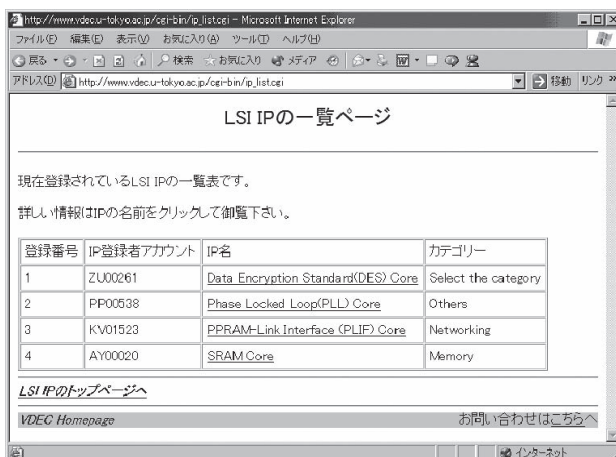 http://www.vdec.u-tokyo.ac.jp/cgi-bin/ip_list.cgi - Microsoft Internet Explorer
ファイル(F) 編集(E) 表示(V) お気に入り(A) ツール(T) ヘルプ(H)
戻る 検索 お気に入り メディア
アドレス(D) http://www.vdec.u-tokyo.ac.jp/cgi-bin/ip_list.cgi 移動 リンク »
LSI IPの一覧ページ
現在登録されているLSI IPの一覧表です。
詳しい情報はIPの名前をクリックして御覧下さい。
登録番号 IP登録者アカウント IP名 カテゴリー
1 ZU00261 Data Encryption Standard(DES) Core Select the category
2 PP00538 Phase Locked Loop(PLL) Core Others
3 KV01523 PPRAM-Link Interface (PLIF) Core Networking
4 AY00020 SRAM Core Memory
LSI IPのトップページへ
VDEC Homepage お問い合わせはこちらへ
インターネット